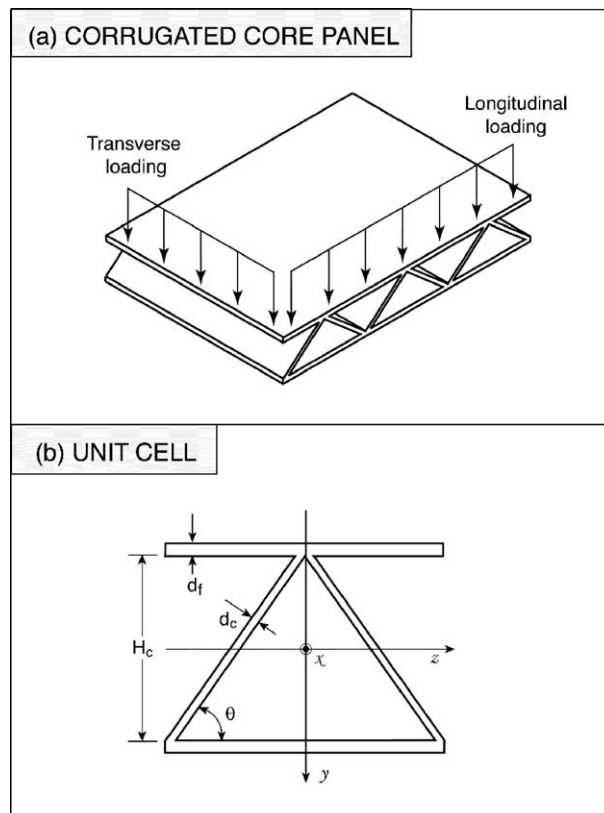 (a) CORRUGATED CORE PANEL
Longitudinal
loading
Transverse
loading
(b) UNIT CELL
d_f
d_c
H_c
θ
x
z
y